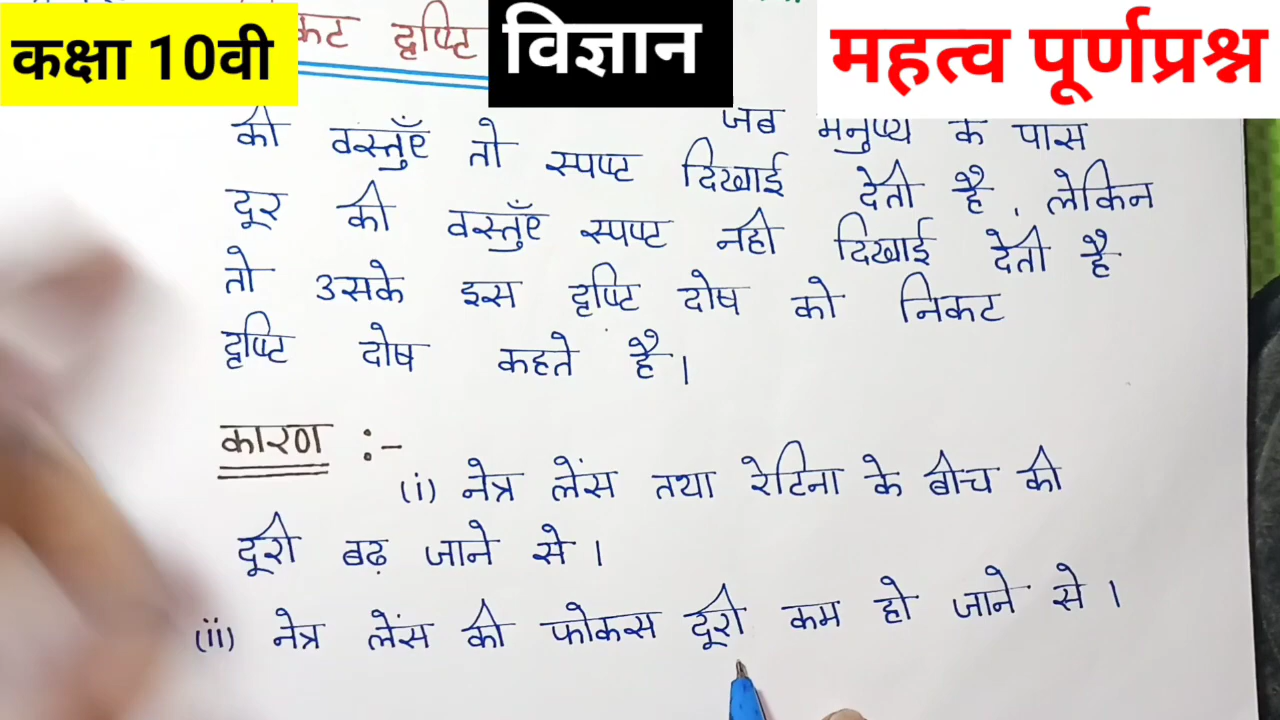 कक्षा 10वी
विज्ञान
महत्व पूर्णप्रश्न
दृष्टि
जब मनुष्य के पास
की वस्तुएँ तो स्पष्ट दिखाई देती है , लेकिन
दूर की वस्तुएँ स्पष्ट नही दिखाई देती है
तो उसके इस दृष्टि दोष को निकट
दृष्टि दोष कहते है ।
कारण :-
(i) नेत्र लेंस तथा रेटिना के बीच की
दूरी बढ़ जाने से ।
(ii) नेत्र लेंस की फोकस दूरी कम हो जाने से ।